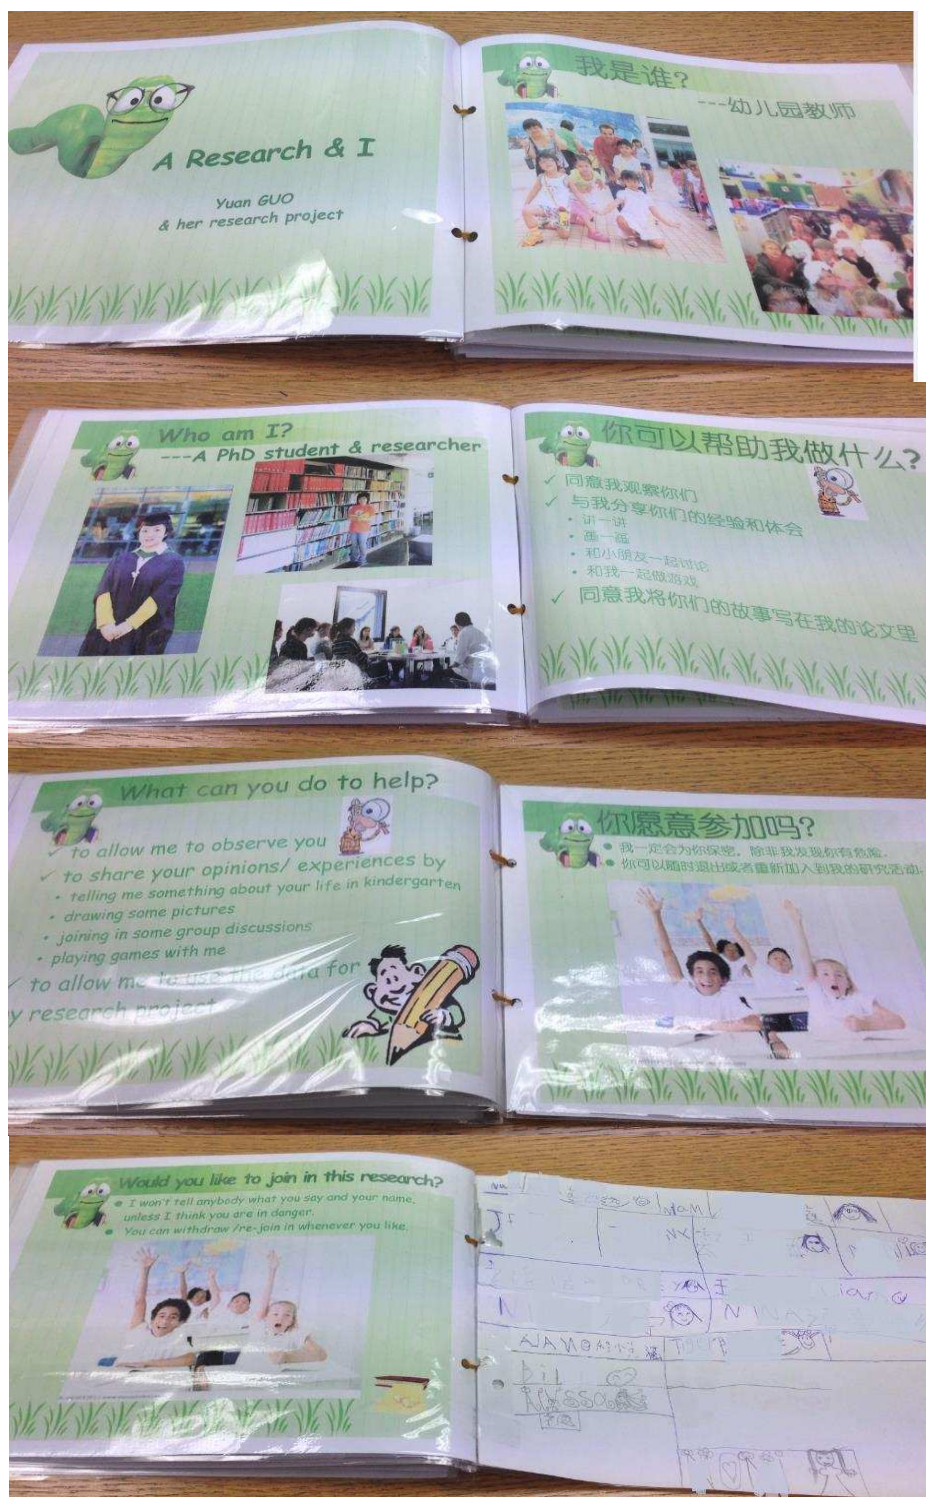 A Research & I
Yuan GUO
& her research project
我是谁?
---幼儿园教师
Who am I?
---A PhD student & researcher
你可以帮助我做什么?
✓ 同意我观察你们
✓ 与我分享你们的经验和体会
• 讲一讲
• 画一画
• 和小朋友一起讨论
• 和我一起做游戏
✓ 同意我将你们的故事写在我的论文里
What can you do to help?
✓ to allow me to observe you
✓ to share your opinions/ experiences by
• telling me something about your life in kindergarten
• drawing some pictures
• joining in some group discussions
• playing games with me
✓ to allow me to use the data for
y research project
你愿意参加吗?
• 我一定会为你保密，除非我发现你有危险.
• 你可以随时退出或者重新加入到我的研究活动.
Would you like to join in this research?
• I won't tell anybody what you say and your name,
unless I think you are in danger.
• You can withdraw /re-join in whenever you like.